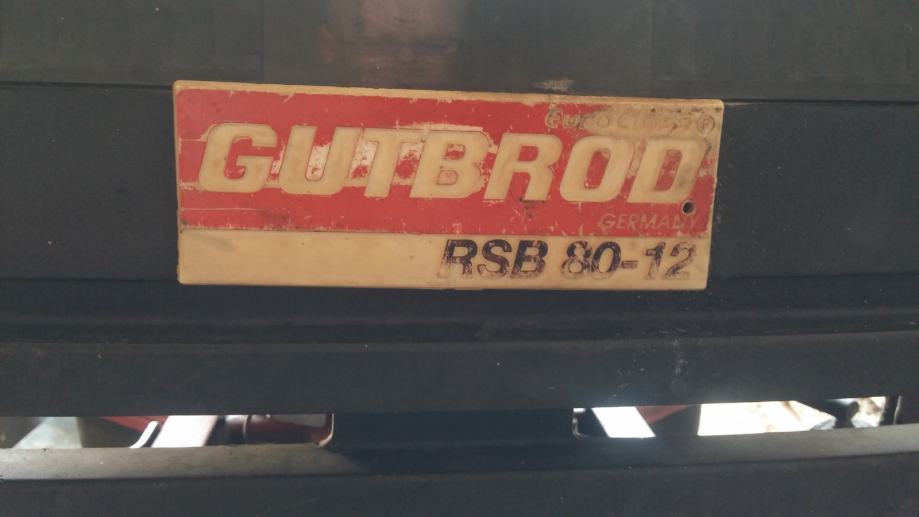 EuroClass®
GUTBROD
GERMANY
RSB 80-12